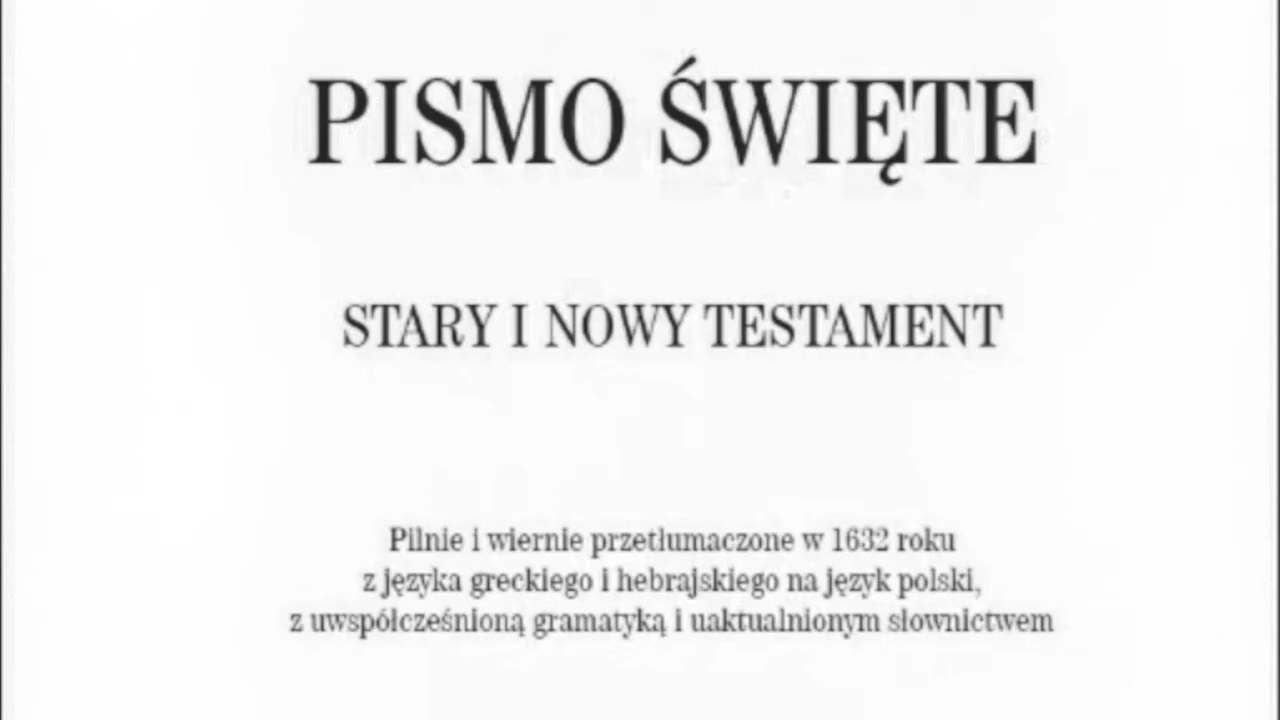 PISMO ŚWIĘTE
STARY I NOWY TESTAMENT
Pilnie i wiernie przetłumaczone w 1632 roku
z języka greckiego i hebrajskiego na język polski,
z uwspółcześnioną gramatyką i uaktualnionym słownictwem